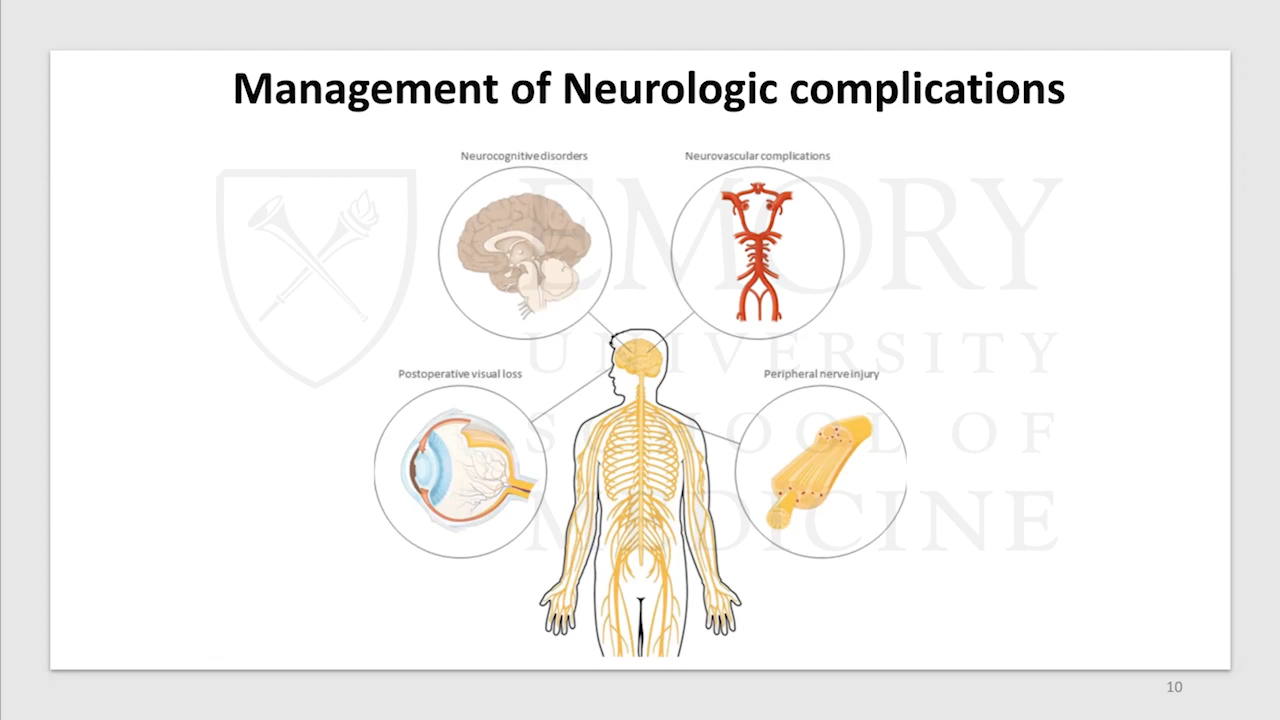 Management of Neurologic complications
Neurocognitive disorders
Neurovascular complications
EMORY
UNIVERSITY
Postoperative visual loss
Peripheral nerve injury
SCHOOL OF
MEDICINE
10